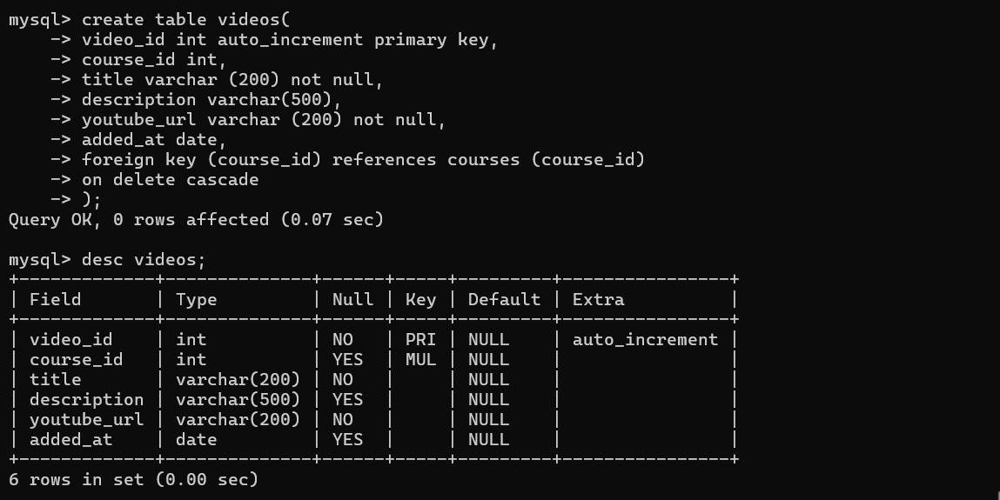 mysql> create table videos(
    -> video_id int auto_increment primary key,
    -> course_id int,
    -> title varchar (200) not null,
    -> description varchar(500),
    -> youtube_url varchar (200) not null,
    -> added_at date,
    -> foreign key (course_id) references courses (course_id)
    -> on delete cascade
    -> );
Query OK, 0 rows affected (0.07 sec)

mysql> desc videos;
+-------------+--------------+------+-----+---------+----------------+
| Field       | Type         | Null | Key | Default | Extra          |
+-------------+--------------+------+-----+---------+----------------+
| video_id    | int          | NO   | PRI | NULL    | auto_increment |
| course_id   | int          | YES  | MUL | NULL    |                |
| title       | varchar(200) | NO   |     | NULL    |                |
| description | varchar(500) | YES  |     | NULL    |                |
| youtube_url | varchar(200) | NO   |     | NULL    |                |
| added_at    | date         | YES  |     | NULL    |                |
+-------------+--------------+------+-----+---------+----------------+
6 rows in set (0.00 sec)